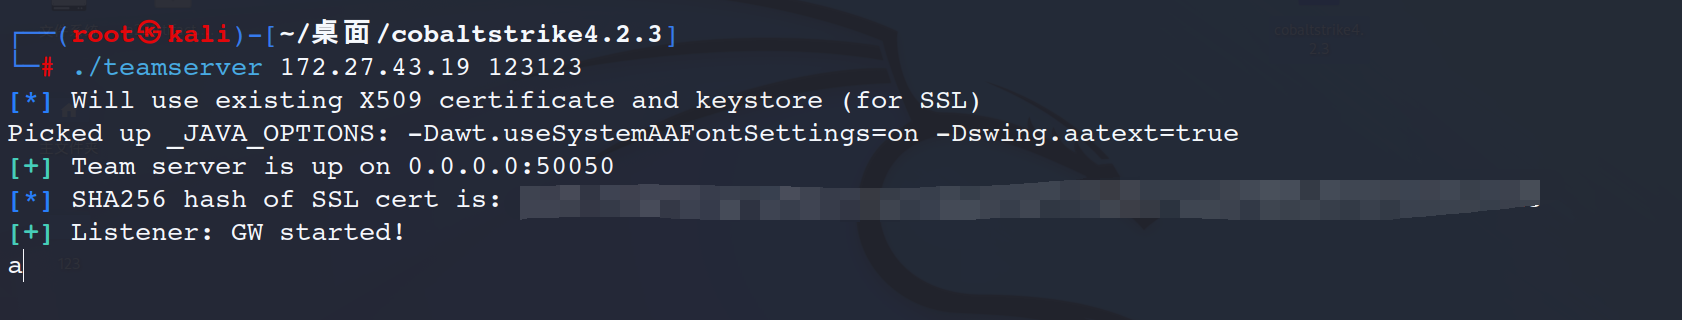 ┌──(root㉿kali)-[~/桌面/cobaltstrike4.2.3]
└─# ./teamserver 172.27.43.19 123123
[*] Will use existing X509 certificate and keystore (for SSL)
Picked up _JAVA_OPTIONS: -Dawt.useSystemAAFontSettings=on -Dswing.aatext=true
[+] Team server is up on 0.0.0.0:50050
[*] SHA256 hash of SSL cert is:
[+] Listener: GW started!
a
123